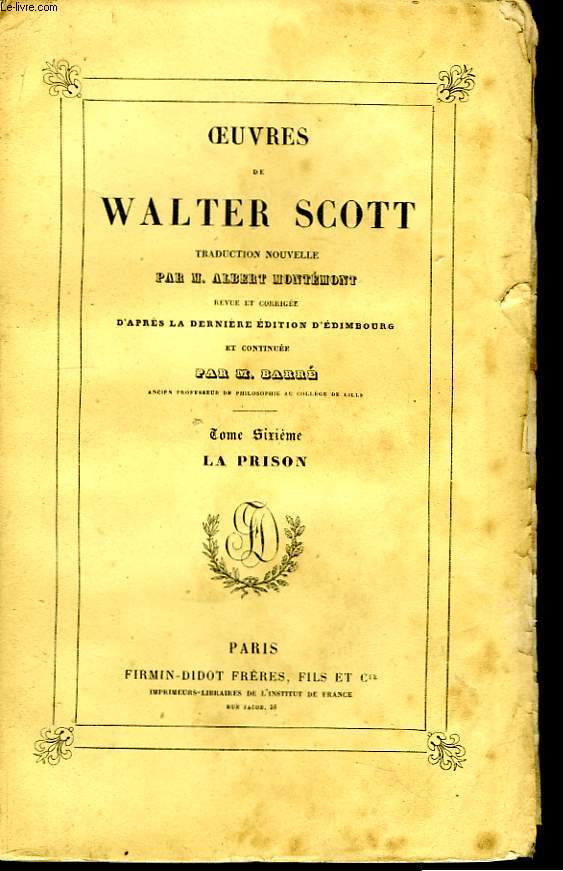 Le-livre.com
ŒUVRES
DE
WALTER SCOTT
TRADUCTION NOUVELLE
PAR M. ALBERT MONTÉMONT
REVUE ET CORRIGÉE
D'APRÈS LA DERNIÈRE ÉDITION D'ÉDIMBOURG
ET CONTINUÉE
PAR M. BARRÉ
ANCIEN PROFESSEUR DE PHILOSOPHIE AU COLLÈGE DE LILLE
Tome Sixième
LA PRISON
FD
PARIS
FIRMIN-DIDOT FRÈRES, FILS ET Cie
IMPRIMEURS-LIBRAIRES DE L'INSTITUT DE FRANCE
RUE JACOB, 56